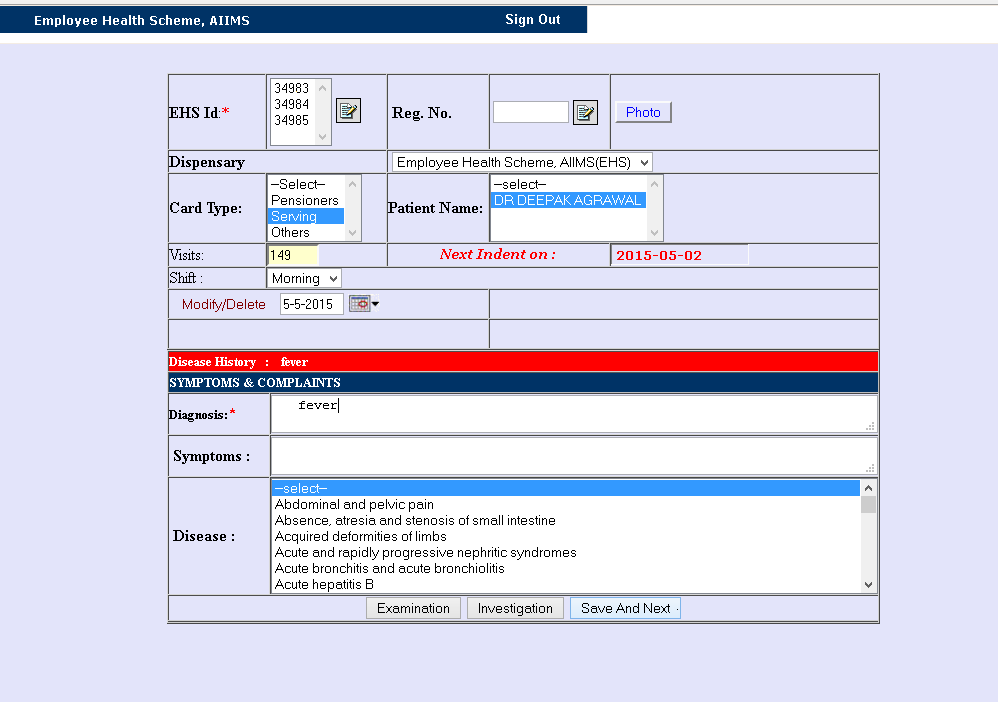 Employee Health Scheme, AIIMS Sign Out
EHS Id:* 34983 34984 34985 Reg. No. Photo
Dispensary Employee Health Scheme, AIIMS(EHS)
Card Type: --Select-- Pensioners Serving Others Patient Name: --select-- DR DEEPAK AGRAWAL
Visits: 149 Next Indent on : 2015-05-02
Shift : Morning
Modify/Delete 5-5-2015
Disease History : fever
SYMPTOMS & COMPLAINTS
Diagnosis:* fever
Symptoms :
Disease : --select--
Abdominal and pelvic pain
Absence, atresia and stenosis of small intestine
Acquired deformities of limbs
Acute and rapidly progressive nephritic syndromes
Acute bronchitis and acute bronchiolitis
Acute hepatitis B
Examination Investigation Save And Next